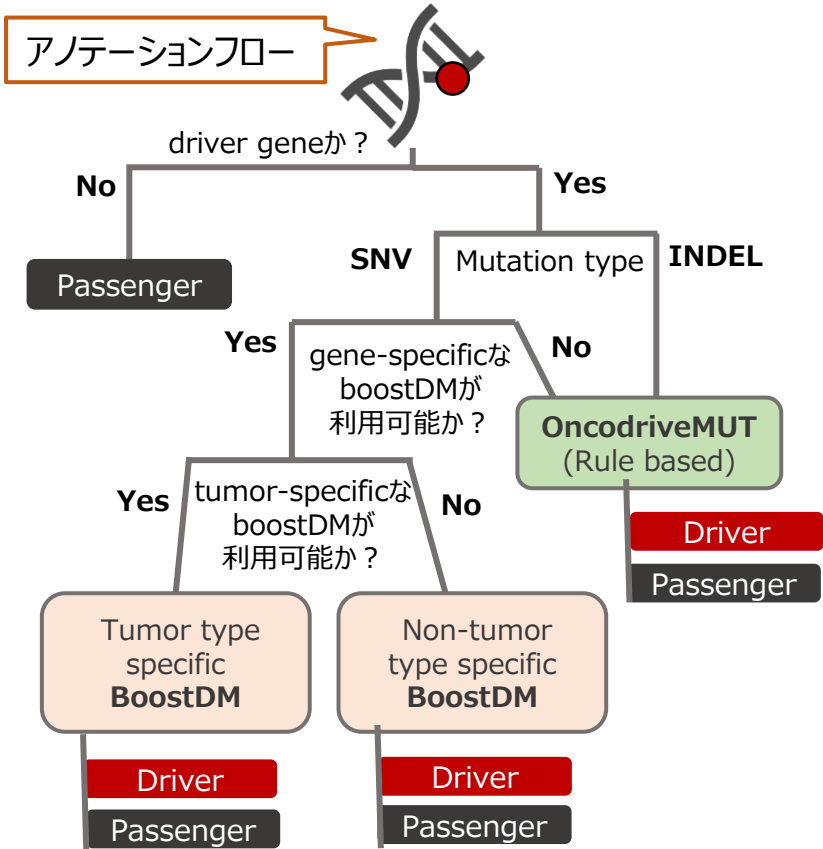 アノテーションフロー
driver geneか？
No
Yes
SNV
Mutation type
INDEL
Passenger
Yes
gene-specificな
boostDMが
利用可能か？
No
OncodriveMUT
(Rule based)
Driver
Passenger
Yes
tumor-specificな
boostDMが
利用可能か？
No
Tumor type
specific
BoostDM
Driver
Passenger
Non-tumor
type specific
BoostDM
Driver
Passenger